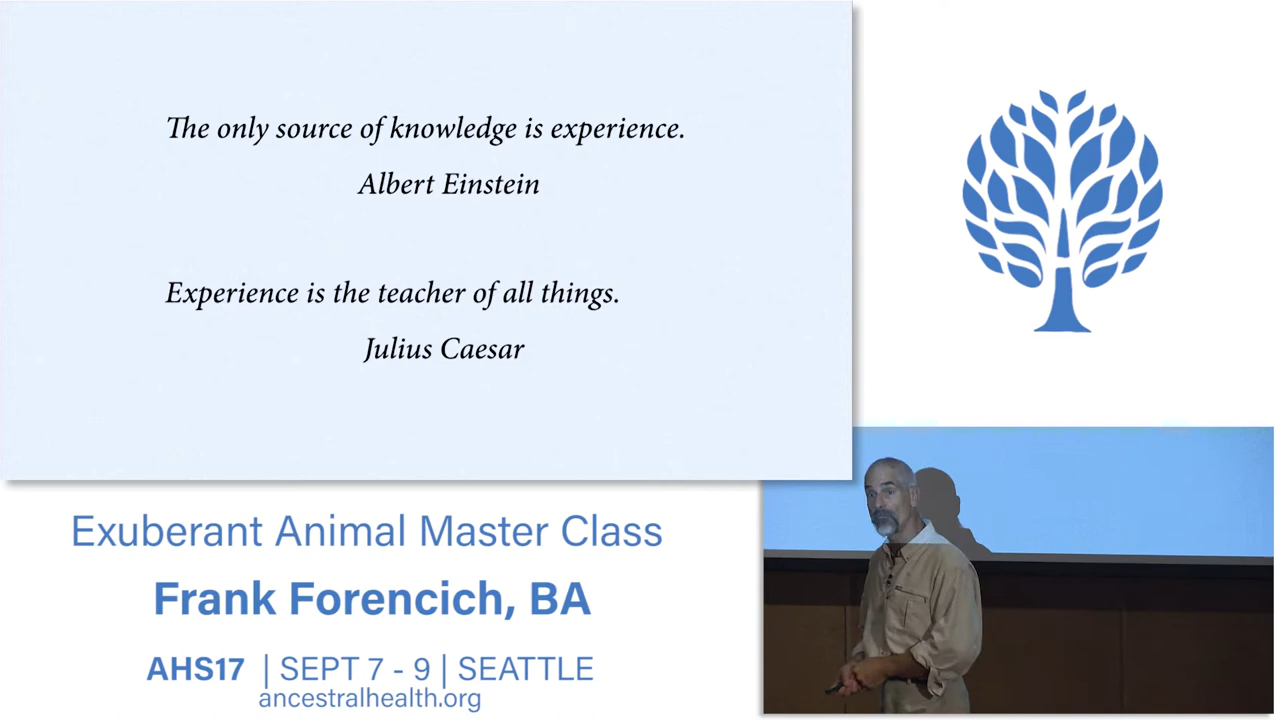 The only source of knowledge is experience.
Albert Einstein
Experience is the teacher of all things.
Julius Caesar
Exuberant Animal Master Class
Frank Forencich, BA
AHS17 | SEPT 7 - 9 | SEATTLE
ancestralhealth.org